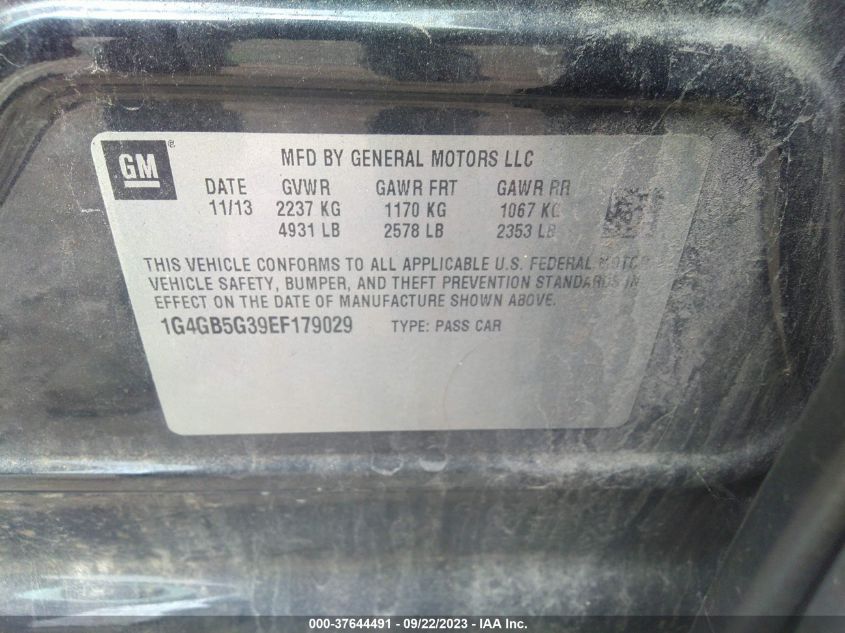 GM ® MFD BY GENERAL MOTORS LLC
DATE GVWR GAWR FRT GAWR RR
11/13 2237 KG 1170 KG 1067 KG
4931 LB 2578 LB 2353 LB
THIS VEHICLE CONFORMS TO ALL APPLICABLE U.S. FEDERAL MOTOR
VEHICLE SAFETY, BUMPER, AND THEFT PREVENTION STANDARDS IN
EFFECT ON THE DATE OF MANUFACTURE SHOWN ABOVE.
1G4GB5G39EF179029 TYPE: PASS CAR
000-37644491 - 09/22/2023 - IAA Inc.